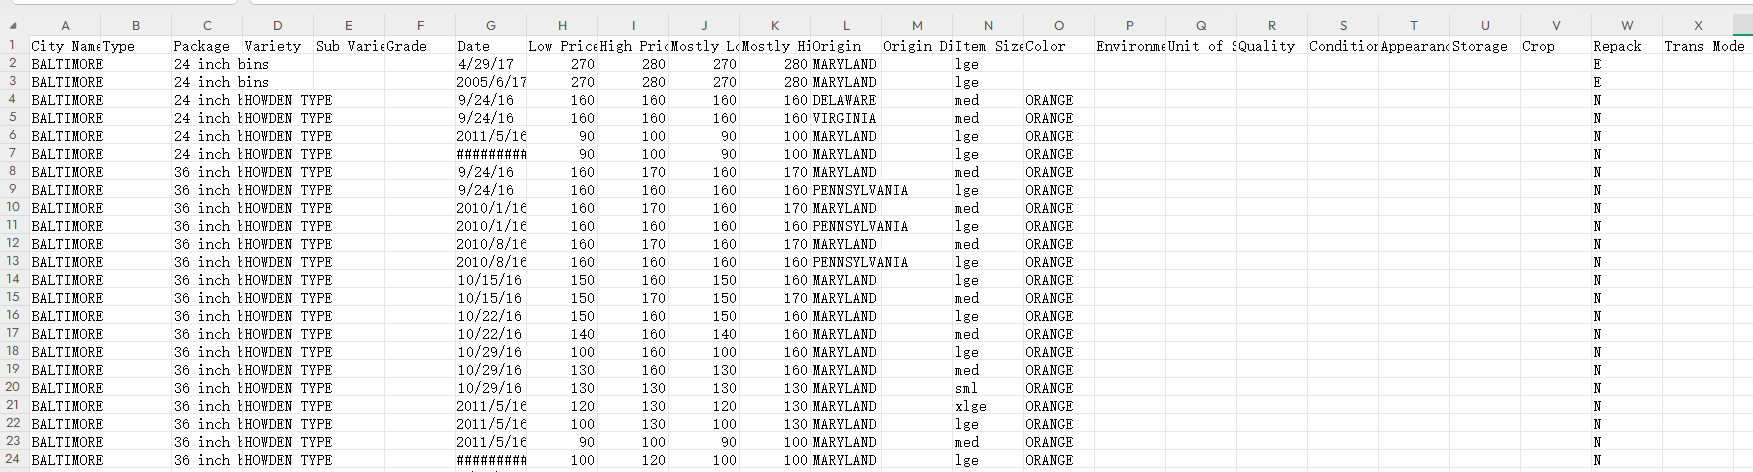 A B C D E F G H I J K L M N O P Q R S T U V W X
1 City Name Type Package Variety Sub Varie Grade Date Low Price High Pric Mostly Lo Mostly Hi Origin Origin Di Item Size Color Environme Unit of S Quality Condition Appearanc Storage Crop Repack Trans Mode
2 BALTIMORE 24 inch bins 4/29/17 270 280 270 280 MARYLAND lge E
3 BALTIMORE 24 inch bins 2005/6/17 270 280 270 280 MARYLAND lge E
4 BALTIMORE 24 inch HOWDEN TYPE 9/24/16 160 160 160 160 DELAWARE med ORANGE N
5 BALTIMORE 24 inch HOWDEN TYPE 9/24/16 160 160 160 160 VIRGINIA med ORANGE N
6 BALTIMORE 24 inch HOWDEN TYPE 2011/5/16 90 100 90 100 MARYLAND lge ORANGE N
7 BALTIMORE 24 inch HOWDEN TYPE ######### 90 100 90 100 MARYLAND lge ORANGE N
8 BALTIMORE 36 inch HOWDEN TYPE 9/24/16 160 170 160 170 MARYLAND med ORANGE N
9 BALTIMORE 36 inch HOWDEN TYPE 9/24/16 160 160 160 160 PENNSYLVANIA lge ORANGE N
10 BALTIMORE 36 inch HOWDEN TYPE 2010/1/16 160 170 160 170 MARYLAND med ORANGE N
11 BALTIMORE 36 inch HOWDEN TYPE 2010/1/16 160 160 160 160 PENNSYLVANIA lge ORANGE N
12 BALTIMORE 36 inch HOWDEN TYPE 2010/8/16 160 170 160 170 MARYLAND med ORANGE N
13 BALTIMORE 36 inch HOWDEN TYPE 2010/8/16 160 160 160 160 PENNSYLVANIA lge ORANGE N
14 BALTIMORE 36 inch HOWDEN TYPE 10/15/16 150 160 150 160 MARYLAND lge ORANGE N
15 BALTIMORE 36 inch HOWDEN TYPE 10/15/16 150 170 150 170 MARYLAND med ORANGE N
16 BALTIMORE 36 inch HOWDEN TYPE 10/22/16 150 160 150 160 MARYLAND lge ORANGE N
17 BALTIMORE 36 inch HOWDEN TYPE 10/22/16 140 160 140 160 MARYLAND med ORANGE N
18 BALTIMORE 36 inch HOWDEN TYPE 10/29/16 100 160 100 160 MARYLAND lge ORANGE N
19 BALTIMORE 36 inch HOWDEN TYPE 10/29/16 130 160 130 160 MARYLAND med ORANGE N
20 BALTIMORE 36 inch HOWDEN TYPE 10/29/16 130 130 130 130 MARYLAND sml ORANGE N
21 BALTIMORE 36 inch HOWDEN TYPE 2011/5/16 120 130 120 130 MARYLAND xlge ORANGE N
22 BALTIMORE 36 inch HOWDEN TYPE 2011/5/16 100 130 100 130 MARYLAND lge ORANGE N
23 BALTIMORE 36 inch HOWDEN TYPE 2011/5/16 90 100 90 100 MARYLAND med ORANGE N
24 BALTIMORE 36 inch HOWDEN TYPE ######### 100 120 100 100 MARYLAND lge ORANGE N